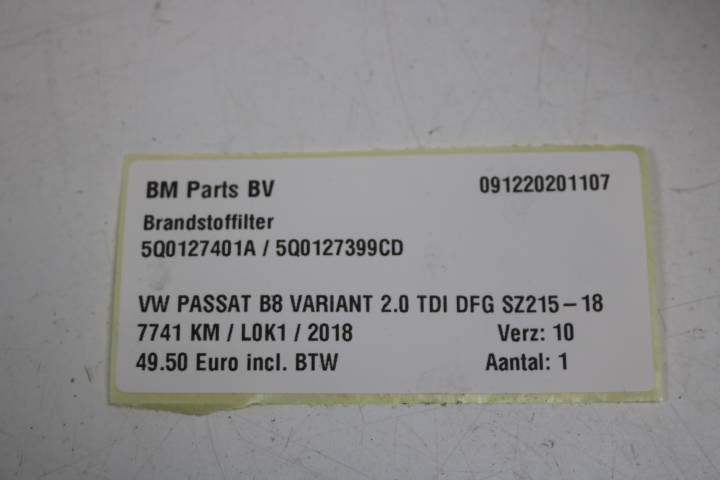 BM Parts BV 091220201107
Brandstoffilter
5Q0127401A / 5Q0127399CD
VW PASSAT B8 VARIANT 2.0 TDI DFG SZ215-18
7741 KM / L0K1 / 2018 Verz: 10
49.50 Euro incl. BTW Aantal: 1